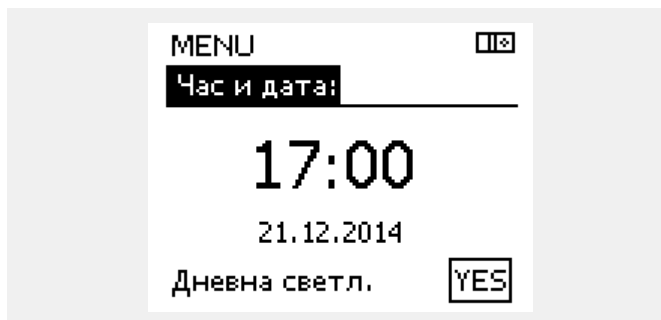 MENU
Час и дата:
17:00
21.12.2014
Дневна светл. YES